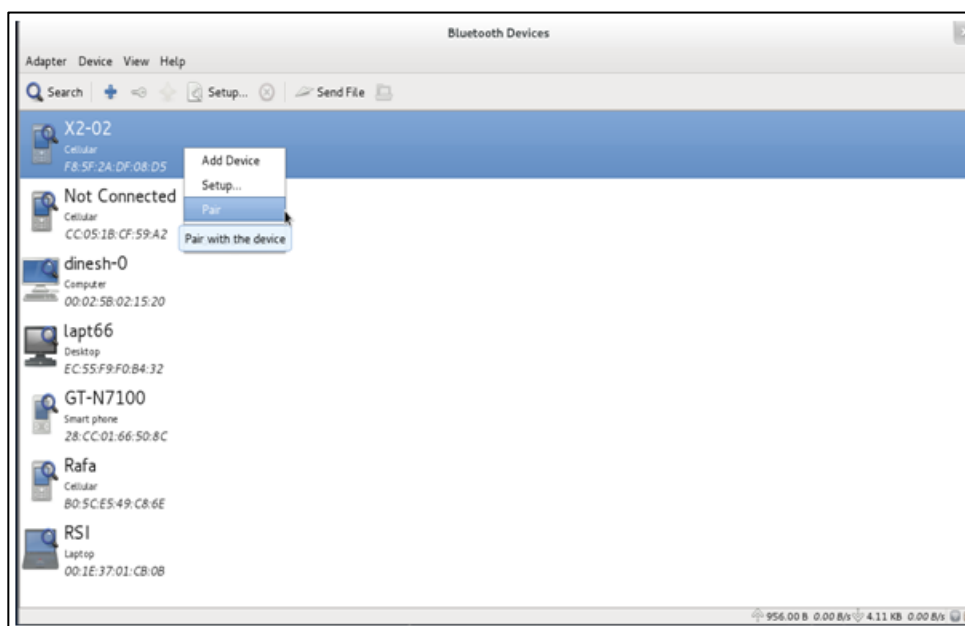 Bluetooth Devices
Adapter Device View Help
Search Setup... Send File
X2-02
Cellular
F8:5F:2A:DF:08:D5
Add Device
Setup...
Pair
Pair with the device
Not Connected
Cellular
CC:05:1B:CF:59:A2
dinesh-0
Computer
00:02:5B:02:15:20
lapt66
Desktop
EC:55:F9:F0:B4:32
GT-N7100
Smart phone
28:CC:01:66:50:8C
Rafa
Cellular
B0:5C:E5:49:C8:6E
RSI
Laptop
00:1E:37:01:CB:0B
956.00 B 0.00 B/s 4.11 KB 0.00 B/s